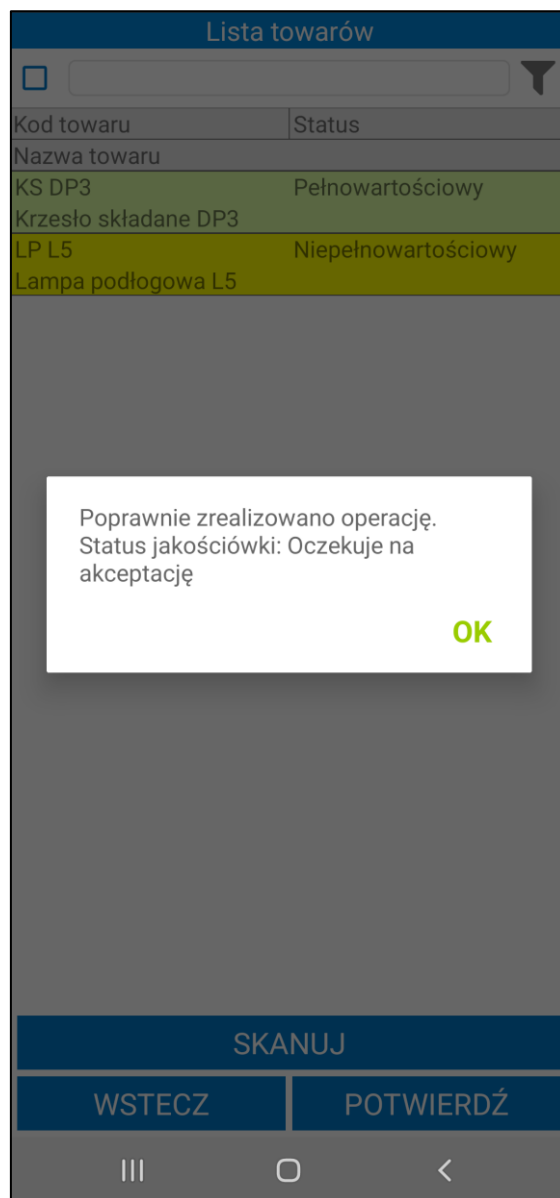 Lista towarów
Kod towaru Status
Nazwa towaru
KS DP3 Pełnowartościowy
Krzesło składane DP3
LP L5 Niepełnowartościowy
Lampa podłogowa L5
Poprawnie zrealizowano operację.
Status jakościówki: Oczekuje na
akceptację
OK
SKANUJ
WSTECZ POTWIERDŹ